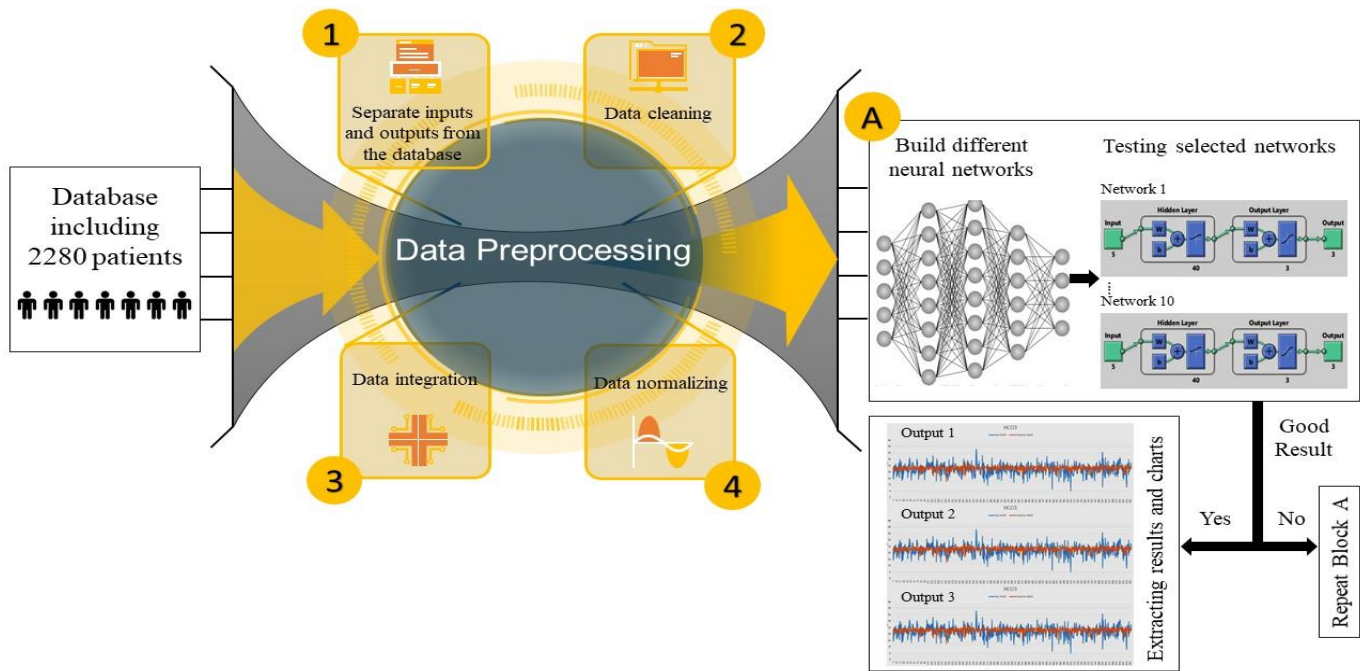 Database
including
2280 patients
1
Separate inputs
and outputs from
the database
2
Data cleaning
Data Preprocessing
Data integration
3
Data normalizing
4
A
Build different
neural networks
Testing selected networks
Network 1
Hidden Layer
Output Layer
Input
W
b
+
W
b
+
Output
5
40
3
3
Network 10
Hidden Layer
Output Layer
Input
W
b
+
W
b
+
Output
5
40
3
3
Good
Result
Yes
No
Repeat Block A
Extracting results and charts
Output 1
Output 2
Output 3